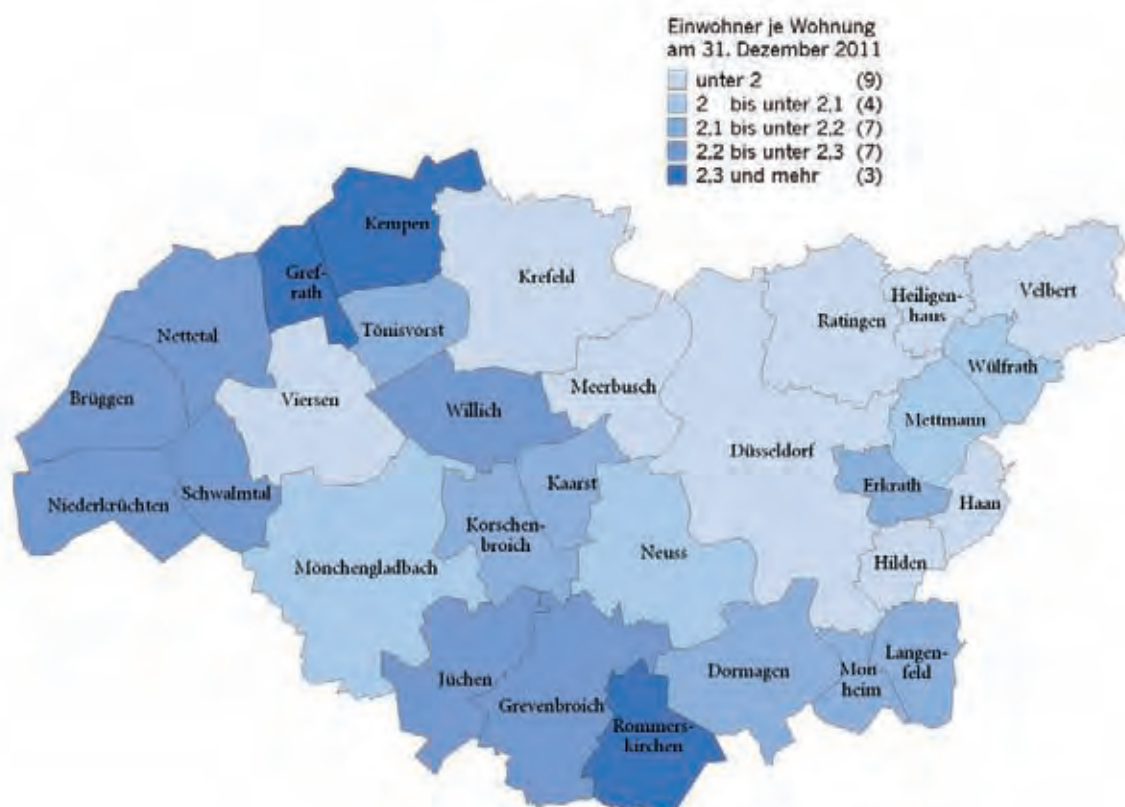 Einwohner je Wohnung
am 31. Dezember 2011
unter 2 (9)
2 bis unter 2,1 (4)
2,1 bis unter 2,2 (7)
2,2 bis unter 2,3 (7)
2,3 und mehr (3)
Kempen
Gref-
rath
Krefeld
Heiligen-
haus
Velbert
Ratingen
Nettetal
Tönisvorst
Wülfrath
Meerbusch
Brüggen
Viersen
Willich
Mettmann
Düsseldorf
Kaarst
Erkrath
Niederkrüchten
Schwalmtal
Haan
Korschen-
broich
Neuss
Hilden
Mönchengladbach
Jüchen
Dormagen
Mon
heim
Langen-
feld
Grevenbroich
Rommers-
kirchen